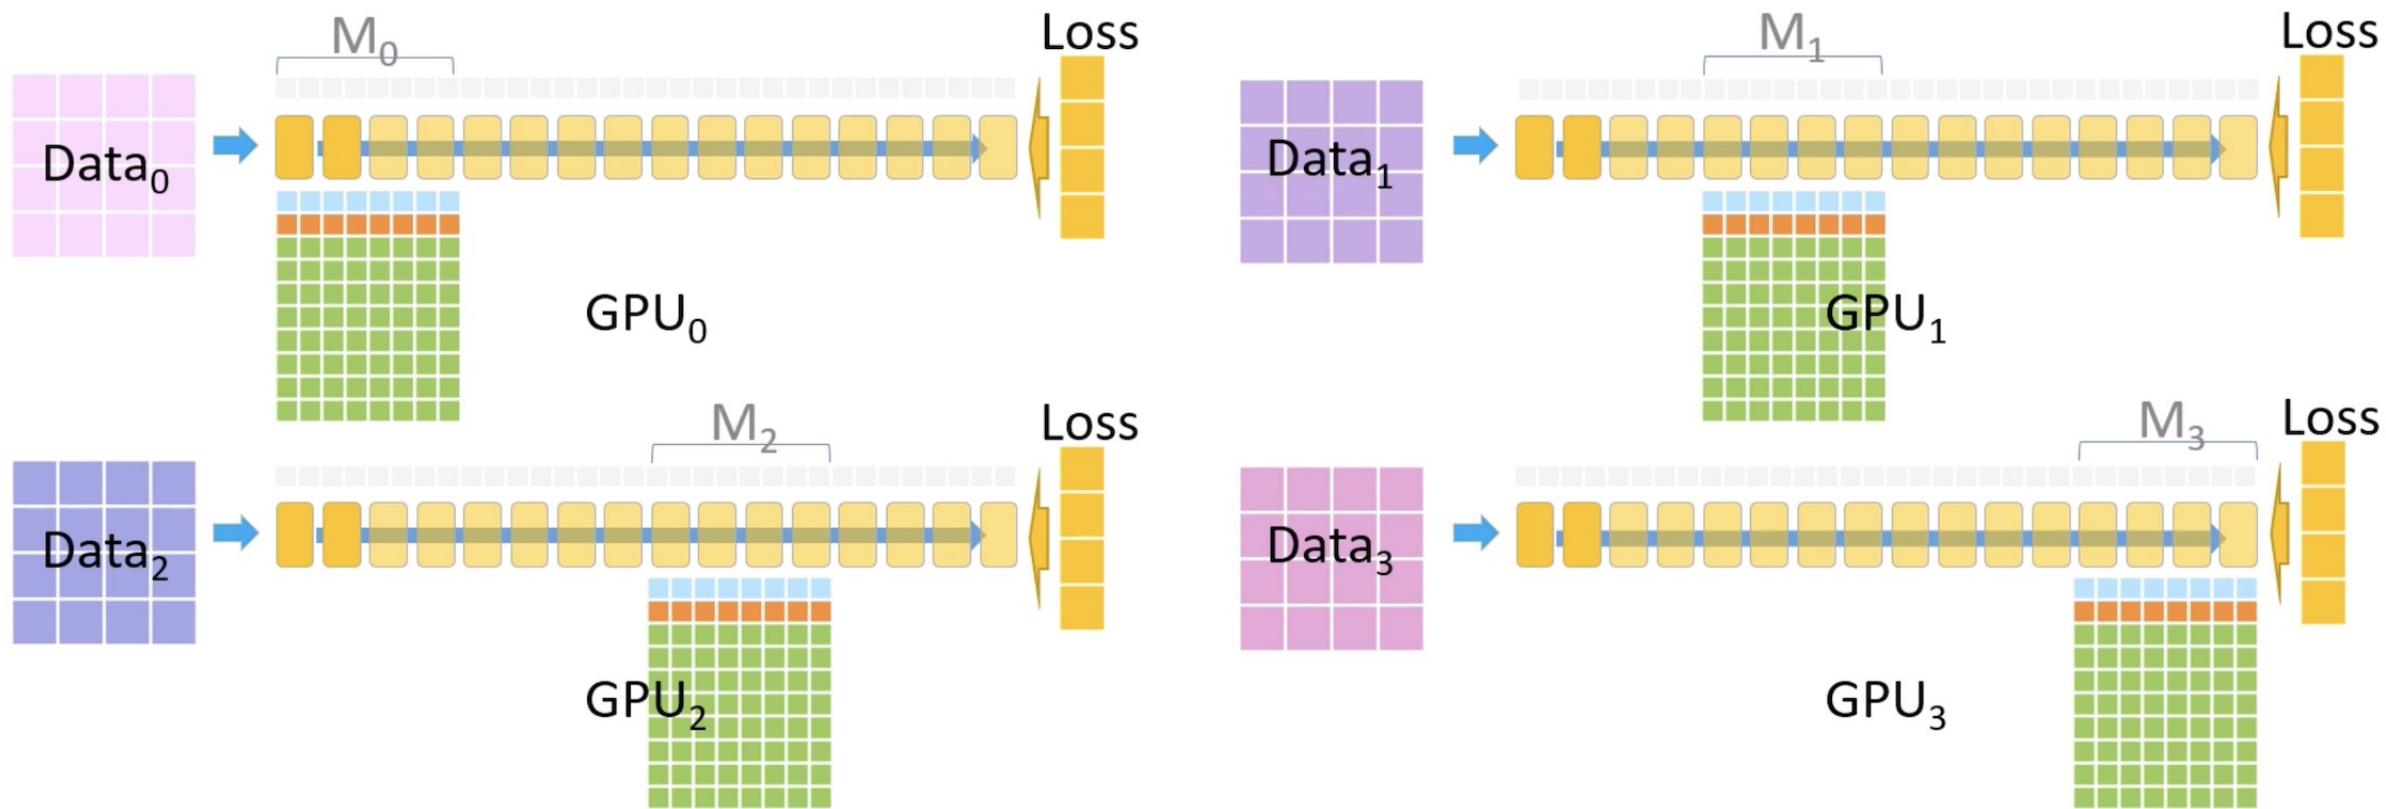 M₀
Loss
Data₀
GPU₀
M₁
Loss
Data₁
GPU₁
M₂
Loss
Data₂
GPU₂
M₃
Loss
Data₃
GPU₃